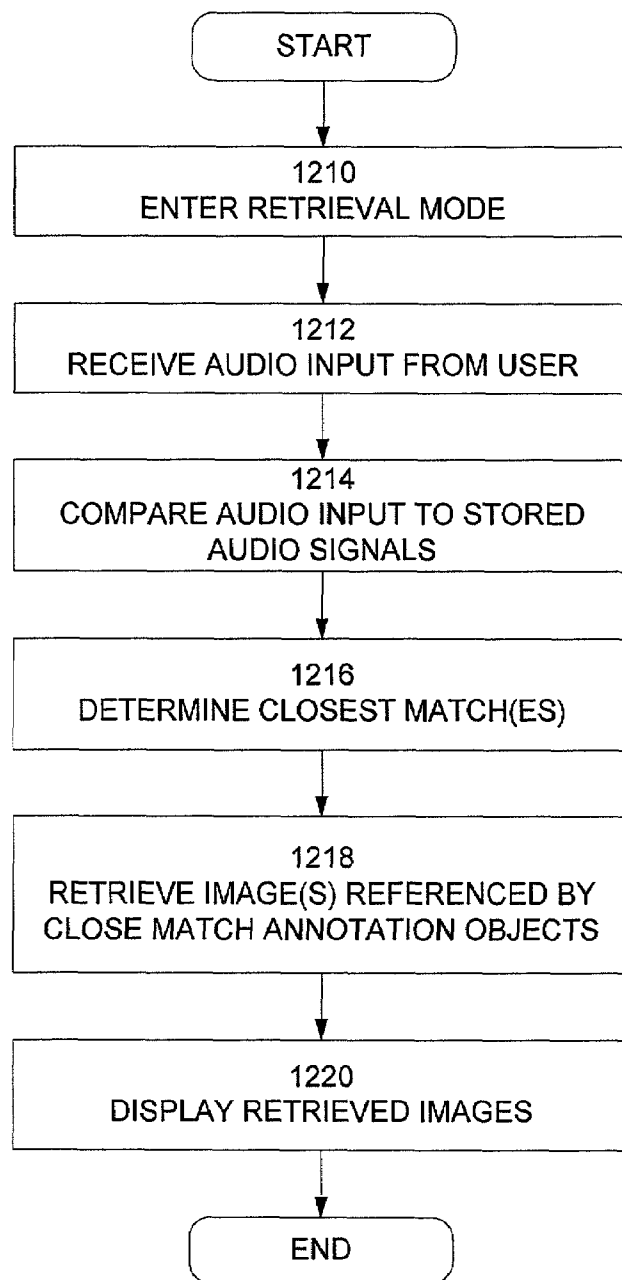 START
1210
ENTER RETRIEVAL MODE
1212
RECEIVE AUDIO INPUT FROM USER
1214
COMPARE AUDIO INPUT TO STORED
AUDIO SIGNALS
1216
DETERMINE CLOSEST MATCH(ES)
1218
RETRIEVE IMAGE(S) REFERENCED BY
CLOSE MATCH ANNOTATION OBJECTS
1220
DISPLAY RETRIEVED IMAGES
END